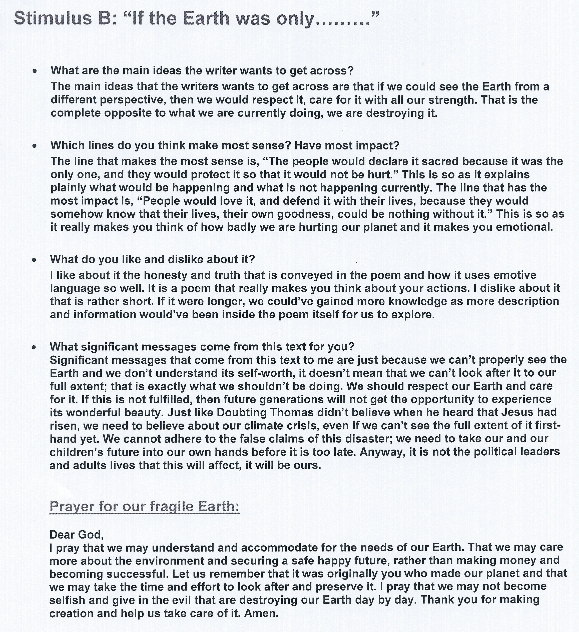 Stimulus B: “If the Earth was only………”
• What are the main ideas the writer wants to get across?
The main ideas that the writers wants to get across are that if we could see the Earth from a
different perspective, then we would respect it, care for it with all our strength. That is the
complete opposite to what we are currently doing, we are destroying it.
• Which lines do you think make most sense? Have most impact?
The line that makes the most sense is, “The people would declare it sacred because it was the
only one, and they would protect it so that it would not be hurt.” This is so as it explains
plainly what would be happening and what is not happening currently. The line that has the
most impact is, “People would love it, and defend it with their lives, because they would
somehow know that their lives, their own goodness, could be nothing without it.” This is so as
it really makes you think of how badly we are hurting our planet and it makes you emotional.
• What do you like and dislike about it?
I like about it the honesty and truth that is conveyed in the poem and how it uses emotive
language so well. It is a poem that really makes you think about your actions. I dislike about it
that is rather short. If it were longer, we could’ve gained more knowledge as more description
and information would’ve been inside the poem itself for us to explore.
• What significant messages come from this text for you?
Significant messages that come from this text to me are just because we can’t properly see the
Earth and we don’t understand its self-worth, it doesn’t mean that we can’t look after it to our
full extent; that is exactly what we shouldn’t be doing. We should respect our Earth and care
for it. If this is not fulfilled, then future generations will not get the opportunity to experience
its wonderful beauty. Just like Doubting Thomas didn’t believe when he heard that Jesus had
risen, we need to believe about our climate crisis, even if we can’t see the full extent of it first-
hand yet. We cannot adhere to the false claims of this disaster; we need to take our and our
children’s future into our own hands before it is too late. Anyway, it is not the political leaders
and adults lives that this will affect, it will be ours.
Prayer for our fragile Earth:
Dear God,
I pray that we may understand and accommodate for the needs of our Earth. That we may care
more about the environment and securing a safe happy future, rather than making money and
becoming successful. Let us remember that it was originally you who made our planet and that
we may take the time and effort to look after and preserve it. I pray that we may not become
selfish and give in the evil that are destroying our Earth day by day. Thank you for making
creation and help us take care of it. Amen.